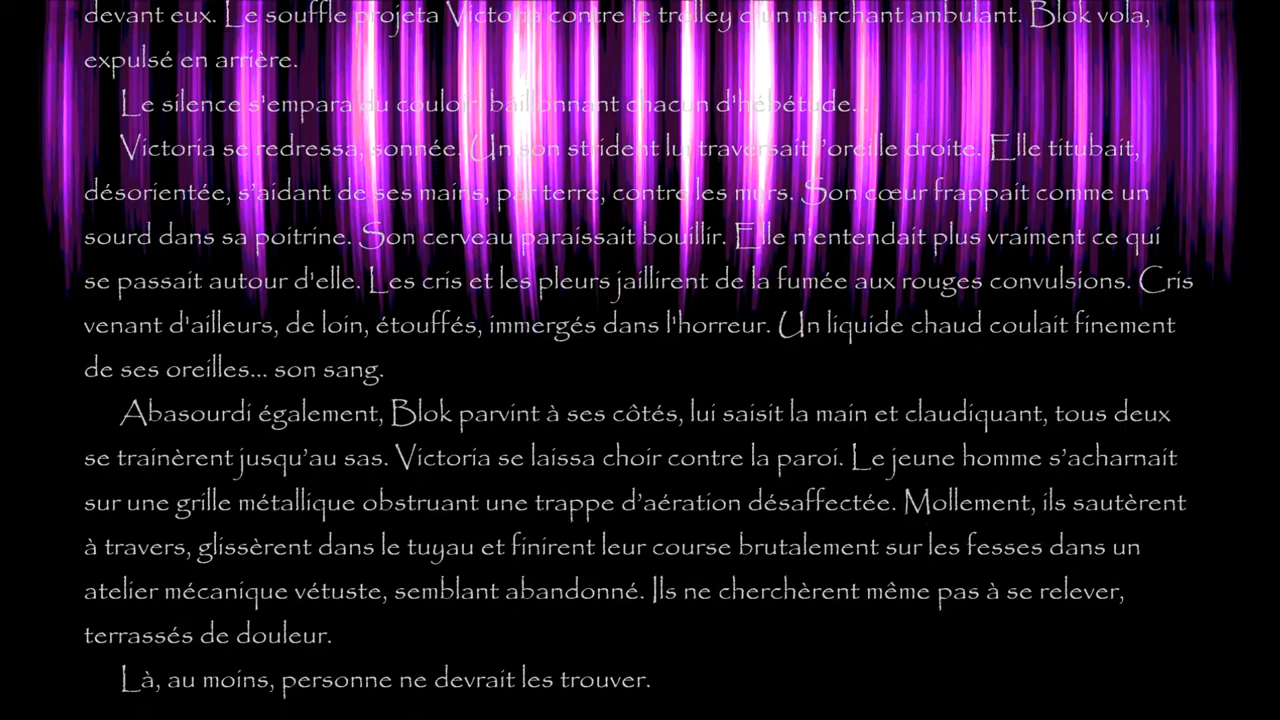 devant eux. Le souffle projeta Victoria contre le trolley d'un marchant ambulant. Blok vola,
expulsé en arrière.
Le silence s'empara du couloir, baillonnant chacun d'hébétude...
Victoria se redressa, sonnée. Un son strident lui traversait l'oreille droite. Elle titubait,
désorientée, s'aidant de ses mains, par terre, contre les murs. Son cœur frappait comme un
sourd dans sa poitrine. Son cerveau paraissait bouillir. Elle n'entendait plus vraiment ce qui
se passait autour d'elle. Les cris et les pleurs jaillirent de la fumée aux rouges convulsions. Cris
venant d'ailleurs, de loin, étouffés, immergés dans l'horreur. Un liquide chaud coulait finement
de ses oreilles... son sang.
Abasourdi également, Blok parvint à ses côtés, lui saisit la main et claudiquant, tous deux
se trainèrent jusqu'au sas. Victoria se laissa choir contre la paroi. Le jeune homme s'acharnait
sur une grille métallique obstruant une trappe d'aération désaffectée. Mollement, ils sautèrent
à travers, glissèrent dans le tuyau et finirent leur course brutalement sur les fesses dans un
atelier mécanique vétuste, semblant abandonné. Ils ne cherchèrent même pas à se relever,
terrassés de douleur.
Là, au moins, personne ne devrait les trouver.